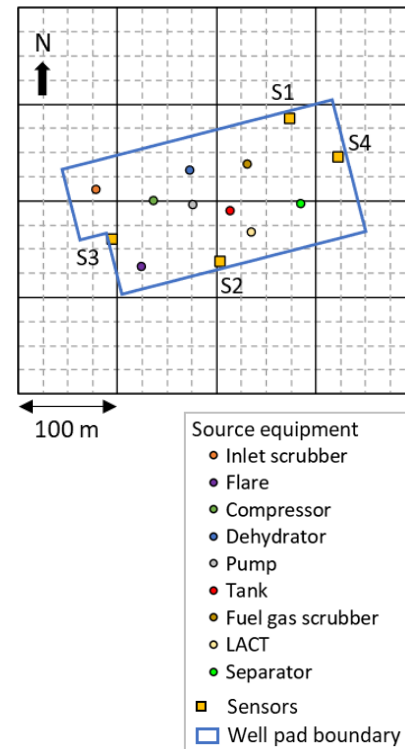 N
S1
S4
S3
S2
100 m
Source equipment
Inlet scrubber
Flare
Compressor
Dehydrator
Pump
Tank
Fuel gas scrubber
LACT
Separator
Sensors
Well pad boundary